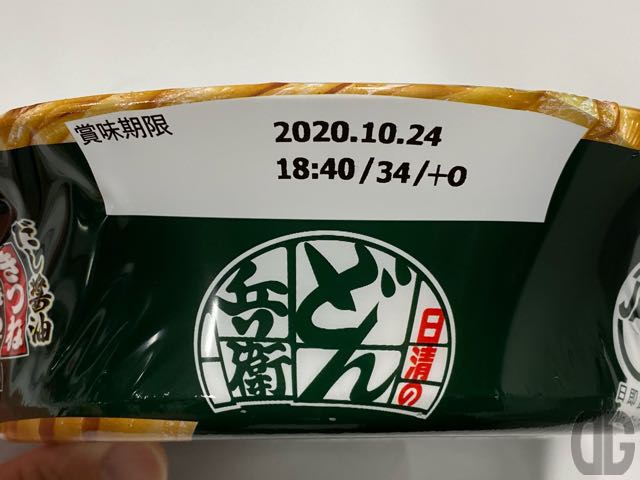 賞味期限
2020.10.24
18:40/34/+0
日清の
どん
兵衛
だし醤油
きつね
DG